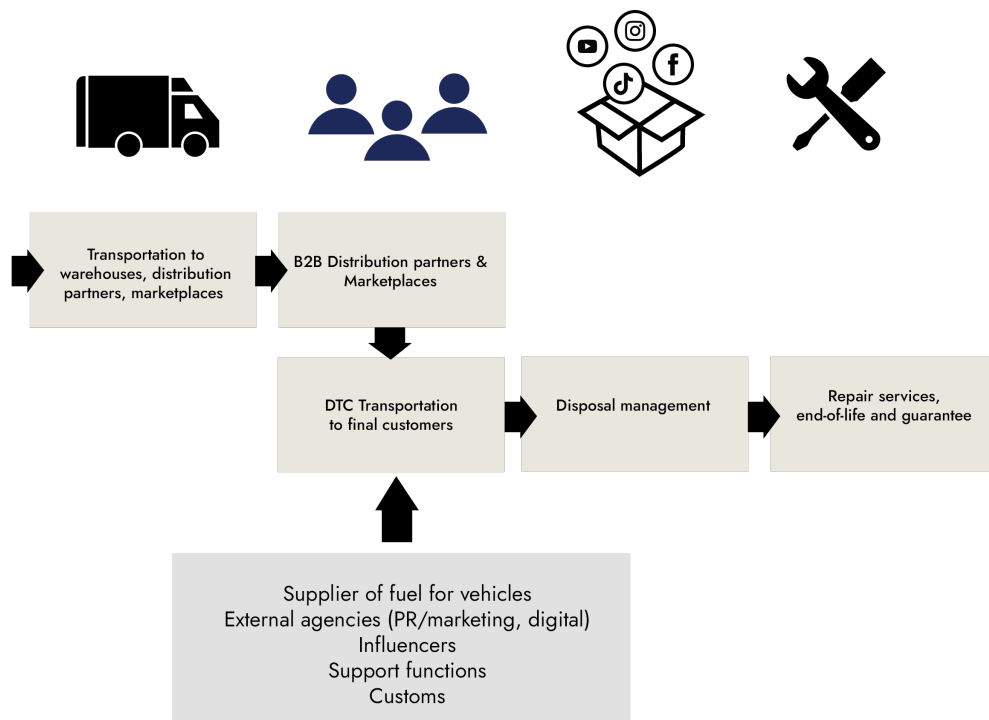 Transportation to
warehouses, distribution
partners, marketplaces
B2B Distribution partners &
Marketplaces
DTC Transportation
to final customers
Disposal management
Repair services,
end-of-life and guarantee
Supplier of fuel for vehicles
External agencies (PR/marketing, digital)
Influencers
Support functions
Customs